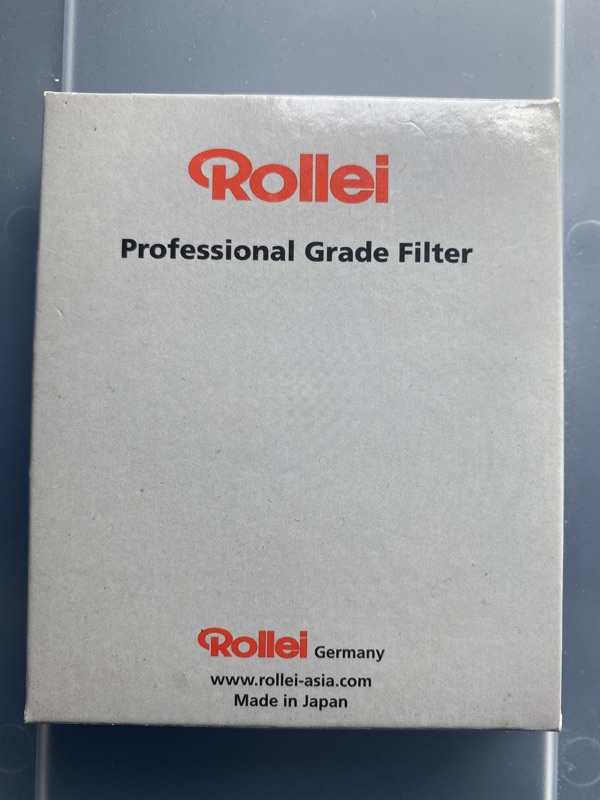 Rollei
Professional Grade Filter
Rollei Germany
www.rollei-asia.com
Made in Japan